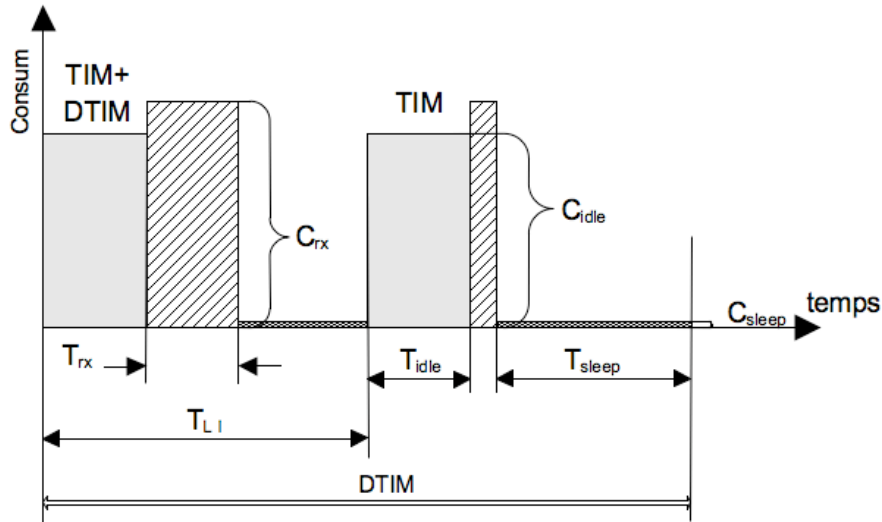 Consum
TIM+
DTIM
TIM
Crx
Cidle
Csleep
temps
Trx
Tidle
Tsleep
TL I
DTIM